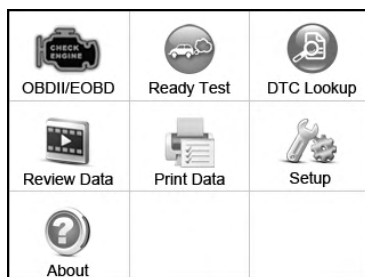 CHECK
ENGINE
OBDII/EOBD
Ready Test
DTC Lookup
Review Data
Print Data
Setup
?
About